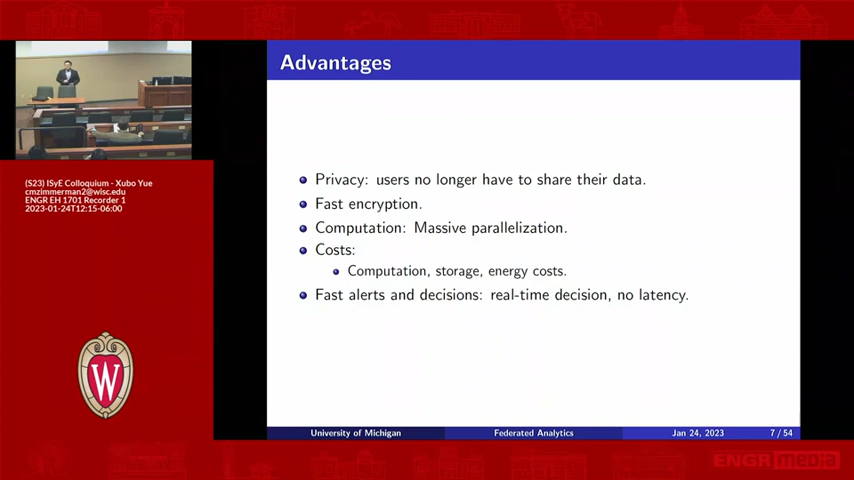 Advantages
(S23) ISyE Colloquium - Xubo Yue
cmzimmerman2@wisc.edu
ENGR EH 1701 Recorder 1
2023-01-24T12:15-06:00
Privacy: users no longer have to share their data.
Fast encryption.
Computation: Massive parallelization.
Costs:
Computation, storage, energy costs.
Fast alerts and decisions: real-time decision, no latency.
W
University of Michigan Federated Analytics Jan 24, 2023 7 / 54
ENGR media